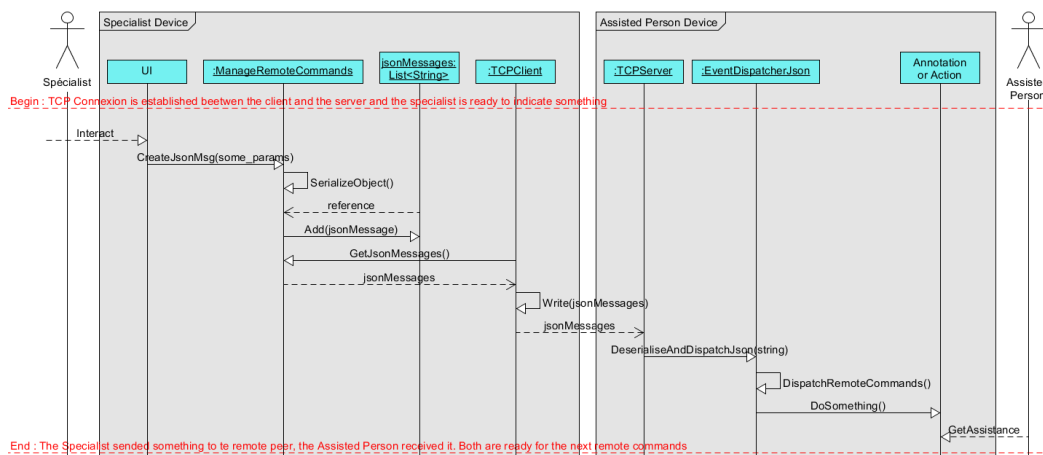 Specialist Device
Assisted Person Device
Spécialist
UI
:ManageRemoteCommands
jsonMessages:
List<String>
:TCPClient
:TCPServer
:EventDispatcherJson
Annotation
or Action
Assiste
Person
Begin : TCP Connexion is established beetwen the client and the server and the specialist is ready to indicate something
Interact
CreateJsonMsg(some_params)
SerializeObject()
reference
Add(jsonMessage)
GetJsonMessages()
jsonMessages
Write(jsonMessages)
jsonMessages
DeserialiseAndDispatchJson(string)
DispatchRemoteCommands()
DoSomething()
GetAssistance
End : The Specialist sended something to te remote peer, the Assisted Person received it. Both are ready for the next remote commands